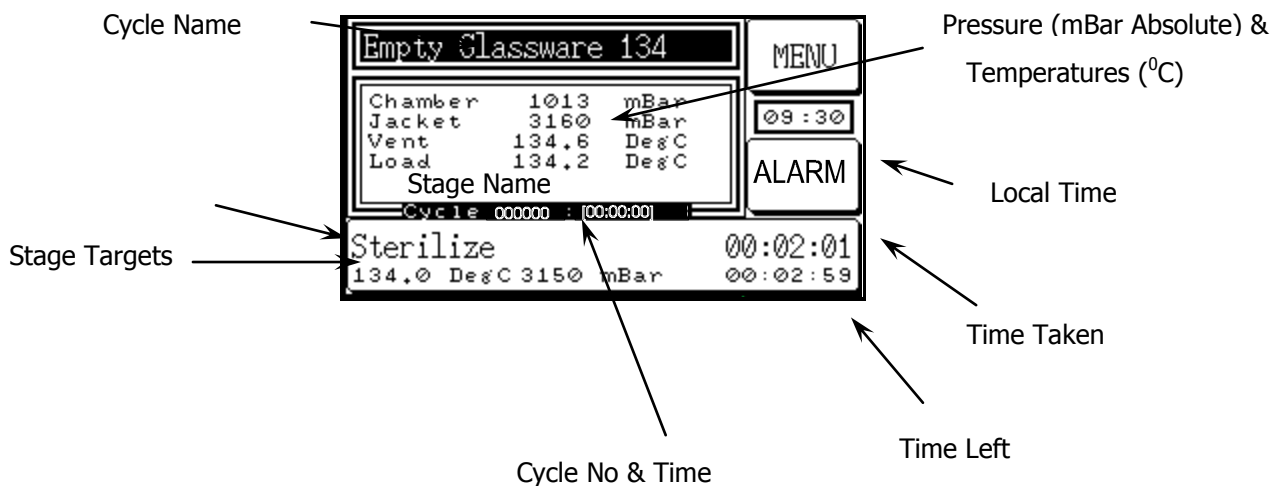 Cycle Name
Pressure (mBar Absolute) &
Temperatures (⁰C)
Empty Glassware 134
MENU
Chamber 1013 mBar
Jacket 3160 mBar
Vent 134.6 DegC
Load 134.2 DegC
09:30
ALARM
Stage Name
Local Time
Cycle 000000 : [00:00:00]
Sterilize 00:02:01
134.0 DegC 3150 mBar 00:02:59
Stage Targets
Time Taken
Time Left
Cycle No & Time